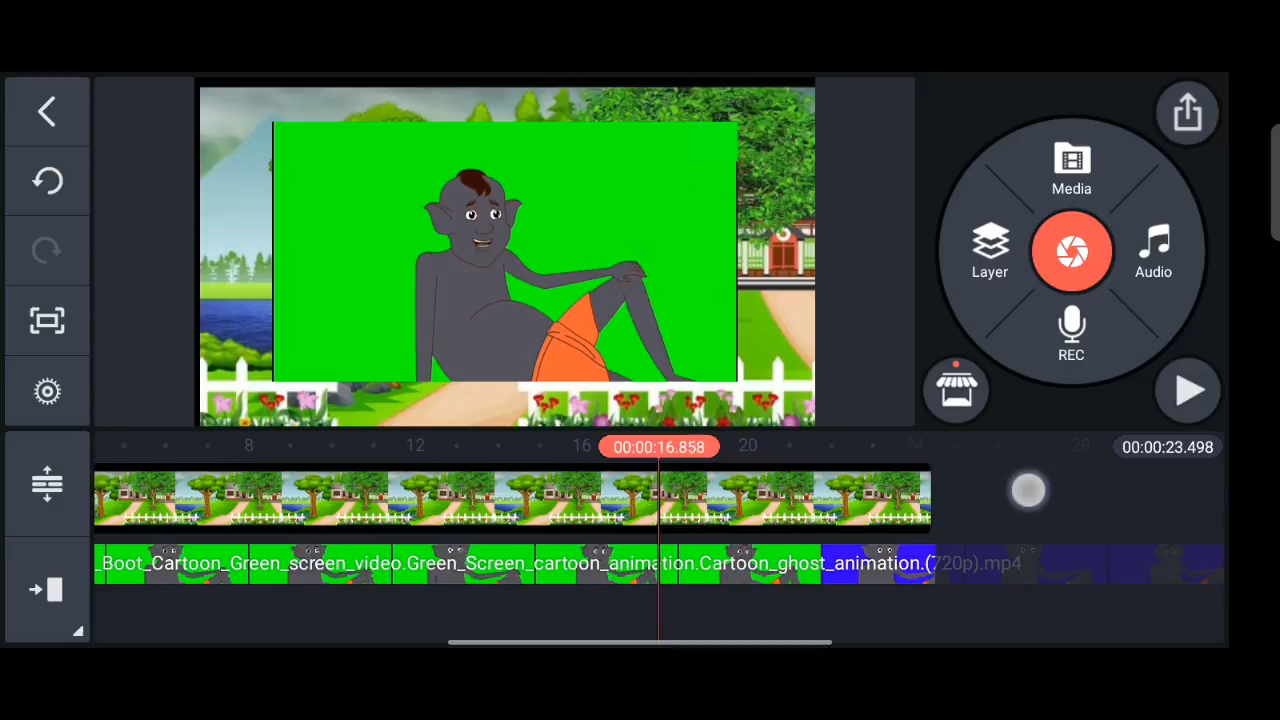 Media
Layer
Audio
REC
8
12
16
00:00:16.858
20
24
28
00:00:23.498
_Boot_Cartoon_Green_screen_video.Green_Screen_cartoon_animation.Cartoon_ghost_animation.(720p).mp4